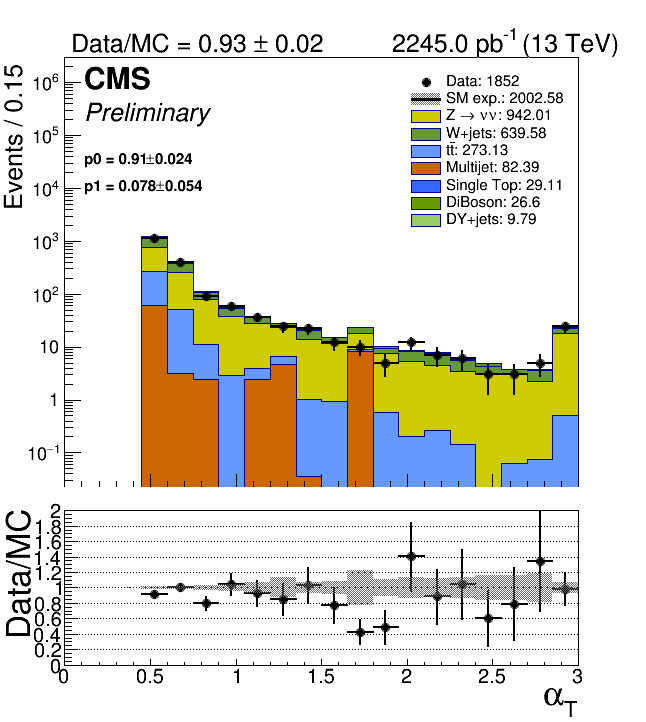 Data/MC = 0.93 ± 0.02
2245.0 pb⁻¹ (13 TeV)
CMS
Preliminary
p0 = 0.91±0.024
p1 = 0.078±0.054
Data: 1852
SM exp.: 2002.58
Z → νν: 942.01
W+jets: 639.58
tt̄: 273.13
Multijet: 82.39
Single Top: 29.11
DiBoson: 26.6
DY+jets: 9.79
Events / 0.15
10⁶
10⁵
10⁴
10³
10²
10
1
10⁻¹
Data/MC
2
1.8
1.6
1.4
1.2
1
0.8
0.6
0.4
0.2
0
0 0.5 1 1.5 2 2.5 3
α_T